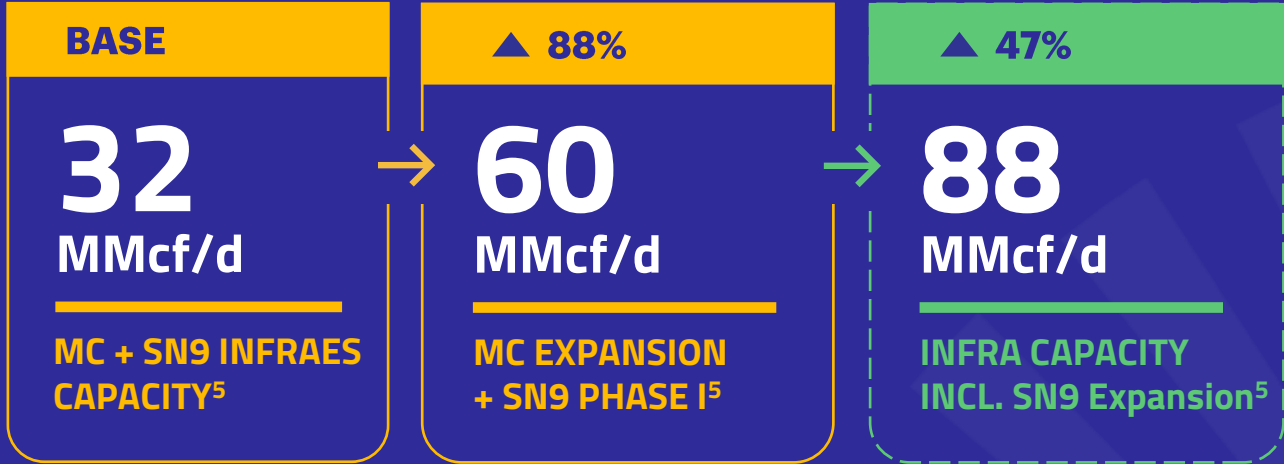 BASE
32
MMcf/d
MC + SN9 INFRAES
CAPACITY⁵
▲ 88%
60
MMcf/d
MC EXPANSION
+ SN9 PHASE I⁵
▲ 47%
88
MMcf/d
INFRA CAPACITY
INCL. SN9 Expansion⁵